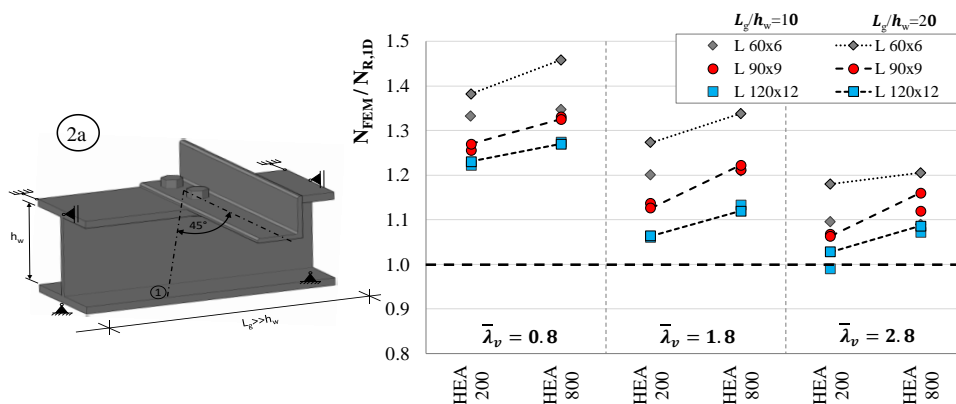 2a
45°
h_w
1
L_g>>h_w
N_FEM / N_R,1D
1.5
1.4
1.3
1.2
1.1
1.0
0.9
0.8
L_g/h_w=10 L_g/h_w=20
L 60x6 L 60x6
L 90x9 L 90x9
L 120x12 L 120x12
λ̅_v = 0.8 λ̅_v = 1.8 λ̅_v = 2.8
HEA 200
HEA 800
HEA 200
HEA 800
HEA 200
HEA 800